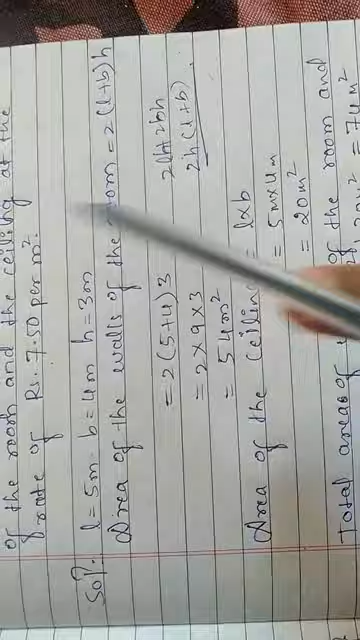 of the room and the ceiling at the
rate of Rs. 7.50 per m².
Solⁿ. l = 5m b = 4m h = 3m
Area of the walls of the room = 2(l+b)h
= 2(5+4)3 2lh+2bh
= 2×9×3 2h(l+b)
= 54m²
Area of the ceiling = l×b
= 5m×4m
= 20m²
Total area of of the room and
= 74m²